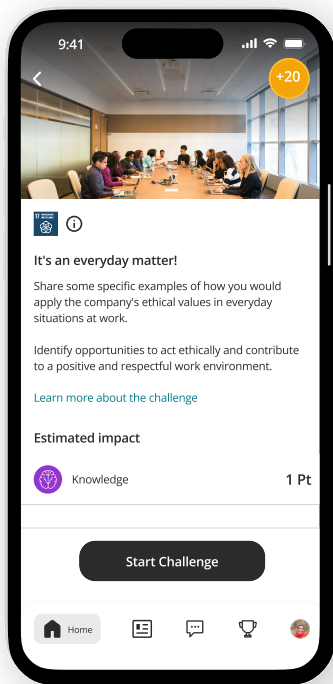 9:41
+20
17
It's an everyday matter!
Share some specific examples of how you would
apply the company's ethical values in everyday
situations at work.
Identify opportunities to act ethically and contribute
to a positive and respectful work environment.
Learn more about the challenge
Estimated impact
Knowledge
1 Pt
Start Challenge
Home